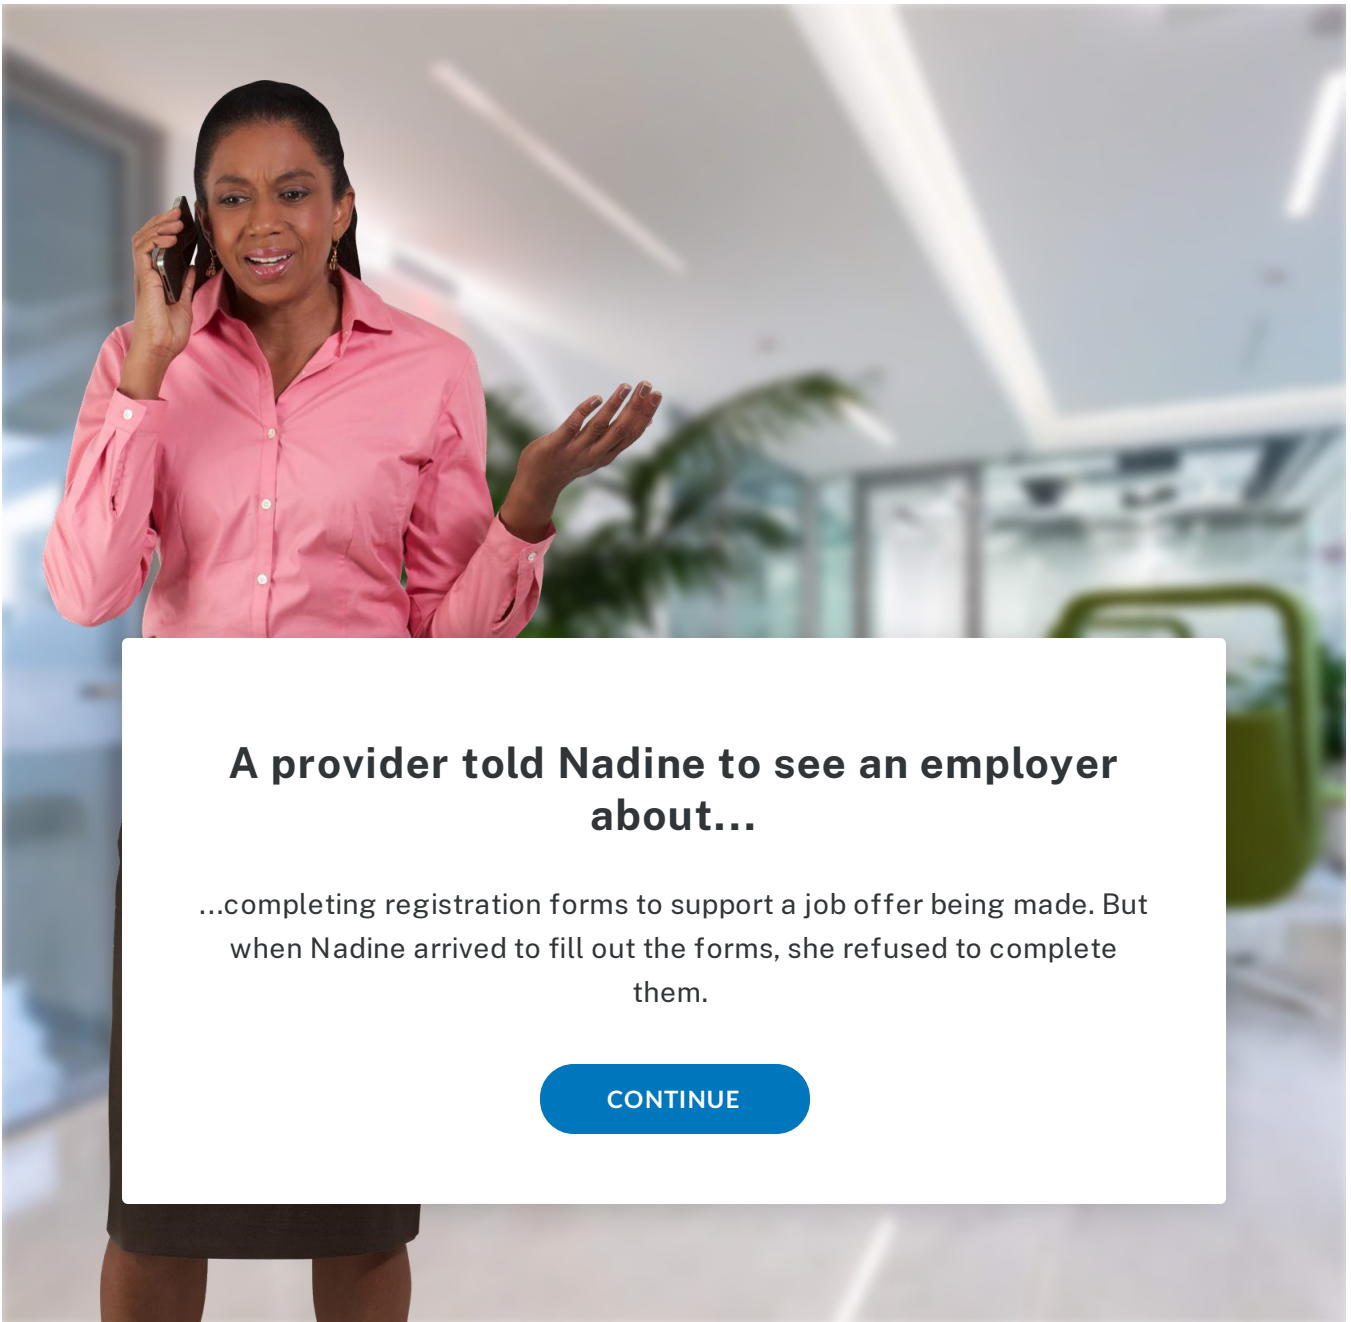 A provider told Nadine to see an employer
about...
...completing registration forms to support a job offer being made. But
when Nadine arrived to fill out the forms, she refused to complete
them.
CONTINUE